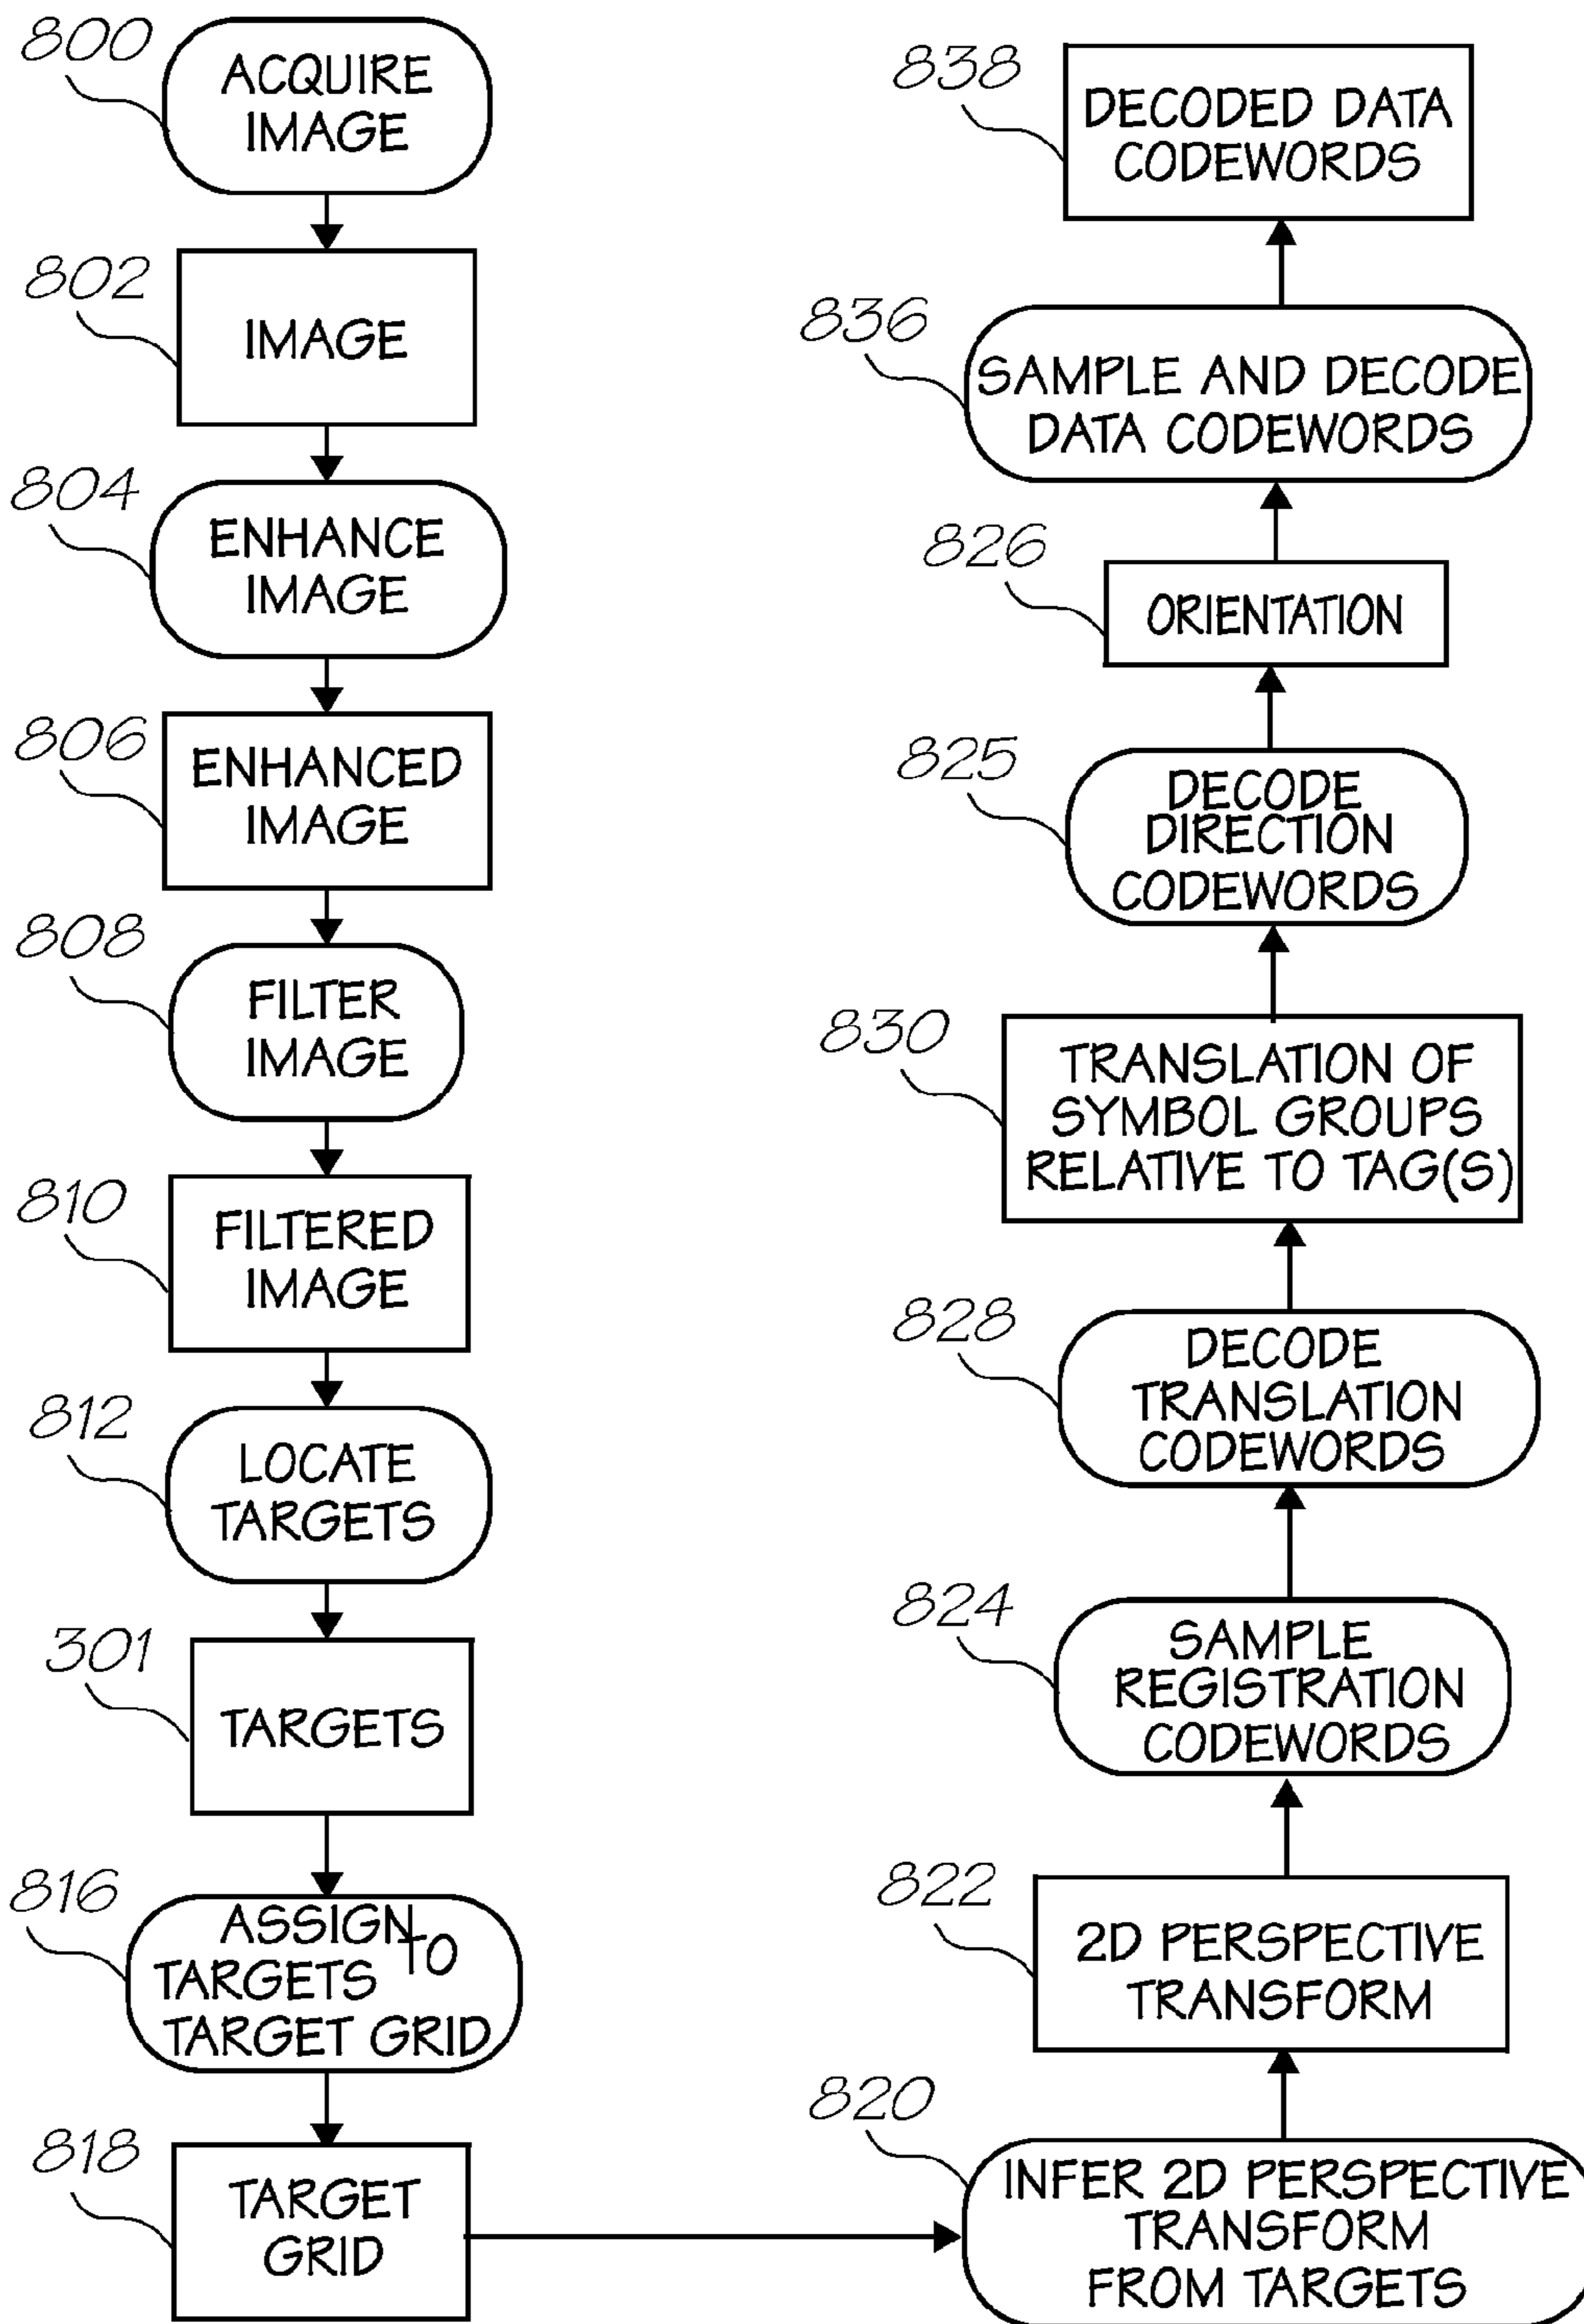 800
ACQUIRE
IMAGE
802
IMAGE
804
ENHANCE
IMAGE
806
ENHANCED
IMAGE
808
FILTER
IMAGE
810
FILTERED
IMAGE
812
LOCATE
TARGETS
301
TARGETS
816
ASSIGN
TARGETS TO
TARGET GRID
818
TARGET
GRID
820
INFER 2D PERSPECTIVE
TRANSFORM
FROM TARGETS
822
2D PERSPECTIVE
TRANSFORM
824
SAMPLE
REGISTRATION
CODEWORDS
828
DECODE
TRANSLATION
CODEWORDS
830
TRANSLATION OF
SYMBOL GROUPS
RELATIVE TO TAG(S)
825
DECODE
DIRECTION
CODEWORDS
826
ORIENTATION
836
SAMPLE AND DECODE
DATA CODEWORDS
838
DECODED DATA
CODEWORDS